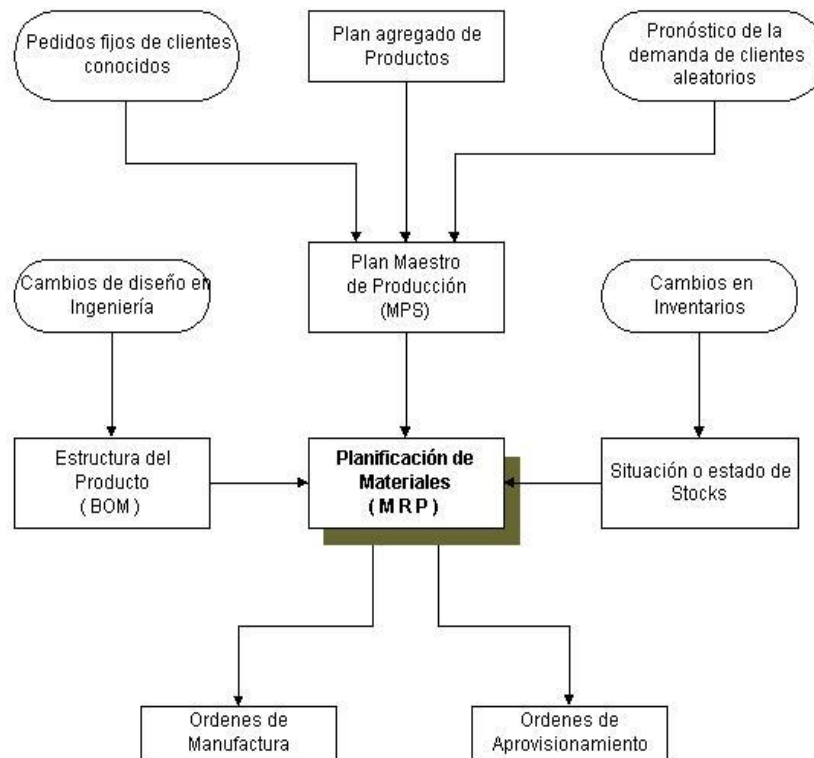 Pedidos fijos de clientes
conocidos
Plan agregado de
Productos
Pronóstico de la
demanda de clientes
aleatorios
Plan Maestro
de Producción
(MPS)
Cambios de diseño en
Ingeniería
Cambios en
Inventarios
Estructura del
Producto
( BOM )
Planificación de
Materiales
( M R P )
Situación o estado de
Stocks
Ordenes de
Manufactura
Ordenes de
Aprovisionamiento